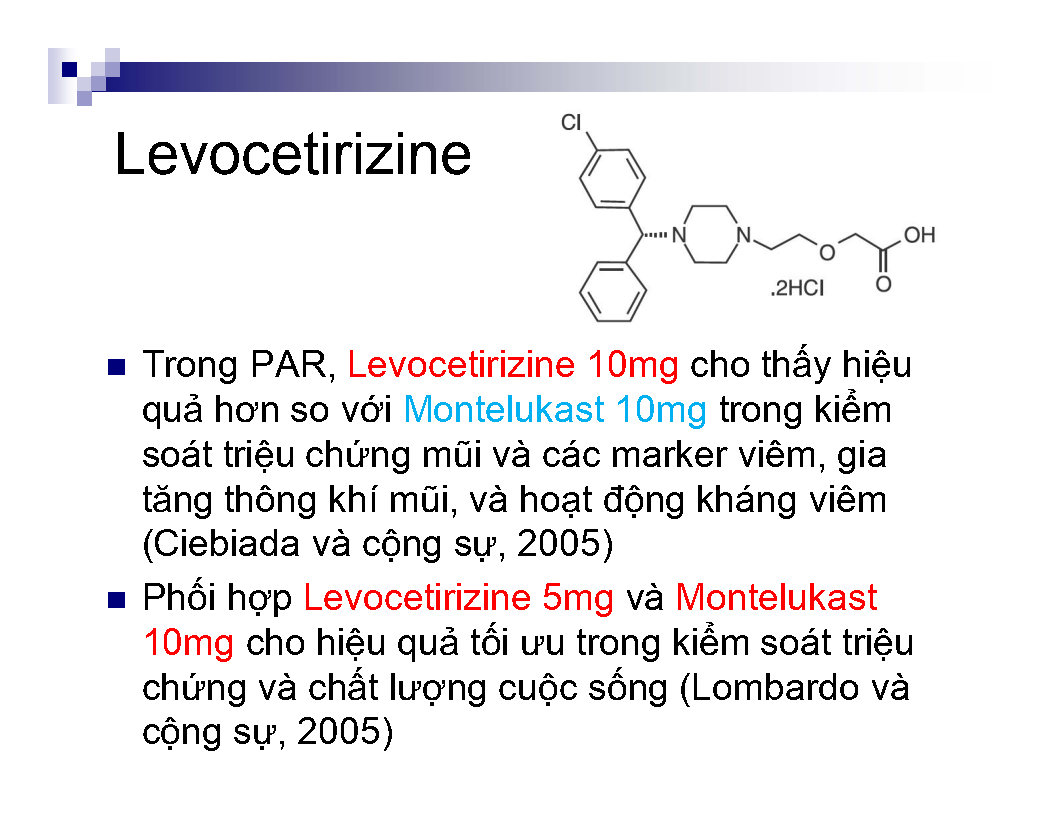 Levocetirizine
Cl
N
N
O
OH
O
.2HCl
Trong PAR, Levocetirizine 10mg cho thấy hiệu
quả hơn so với Montelukast 10mg trong kiểm
soát triệu chứng mũi và các marker viêm, gia
tăng thông khí mũi, và hoạt động kháng viêm
(Ciebiada và cộng sự, 2005)
Phối hợp Levocetirizine 5mg và Montelukast
10mg cho hiệu quả tối ưu trong kiểm soát triệu
chứng và chất lượng cuộc sống (Lombardo và
cộng sự, 2005)